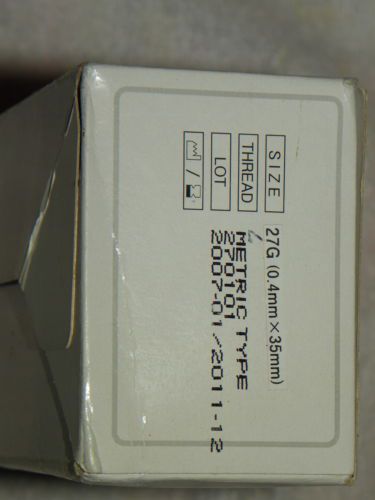 SIZE 27G (0.4mm×35mm)
THREAD METRIC TYPE
LOT 270101
/ 2007-01/2011-12